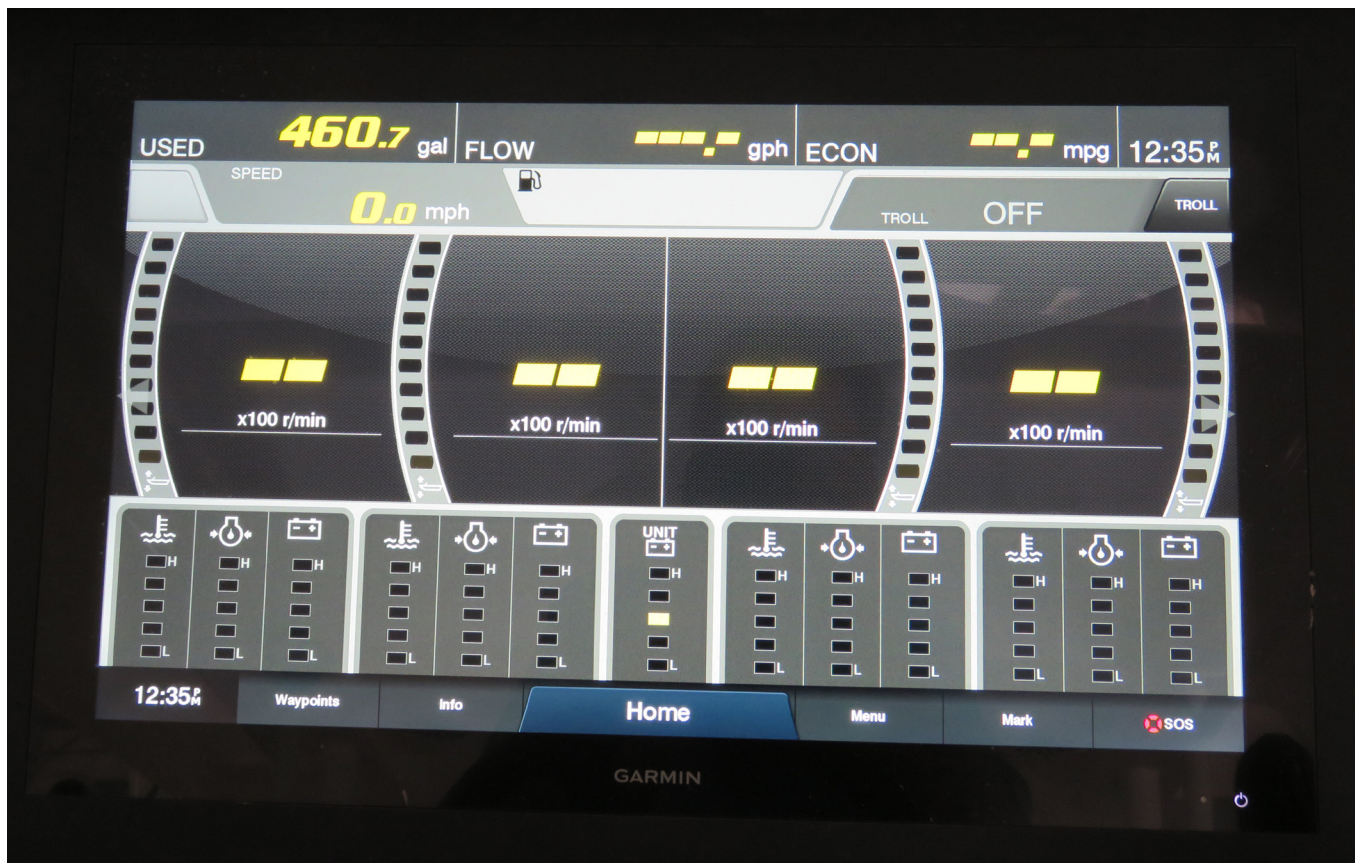 USED 460.7 gal FLOW ---.- gph ECON --.- mpg 12:35PM
SPEED
0.0 mph
TROLL OFF TROLL
-- -- -- --
x100 r/min x100 r/min x100 r/min x100 r/min
UNIT
H H H H H H H H H H H H H
L L L L L L L L L L L L L
12:35PM Waypoints Info Home Menu Mark SOS
GARMIN